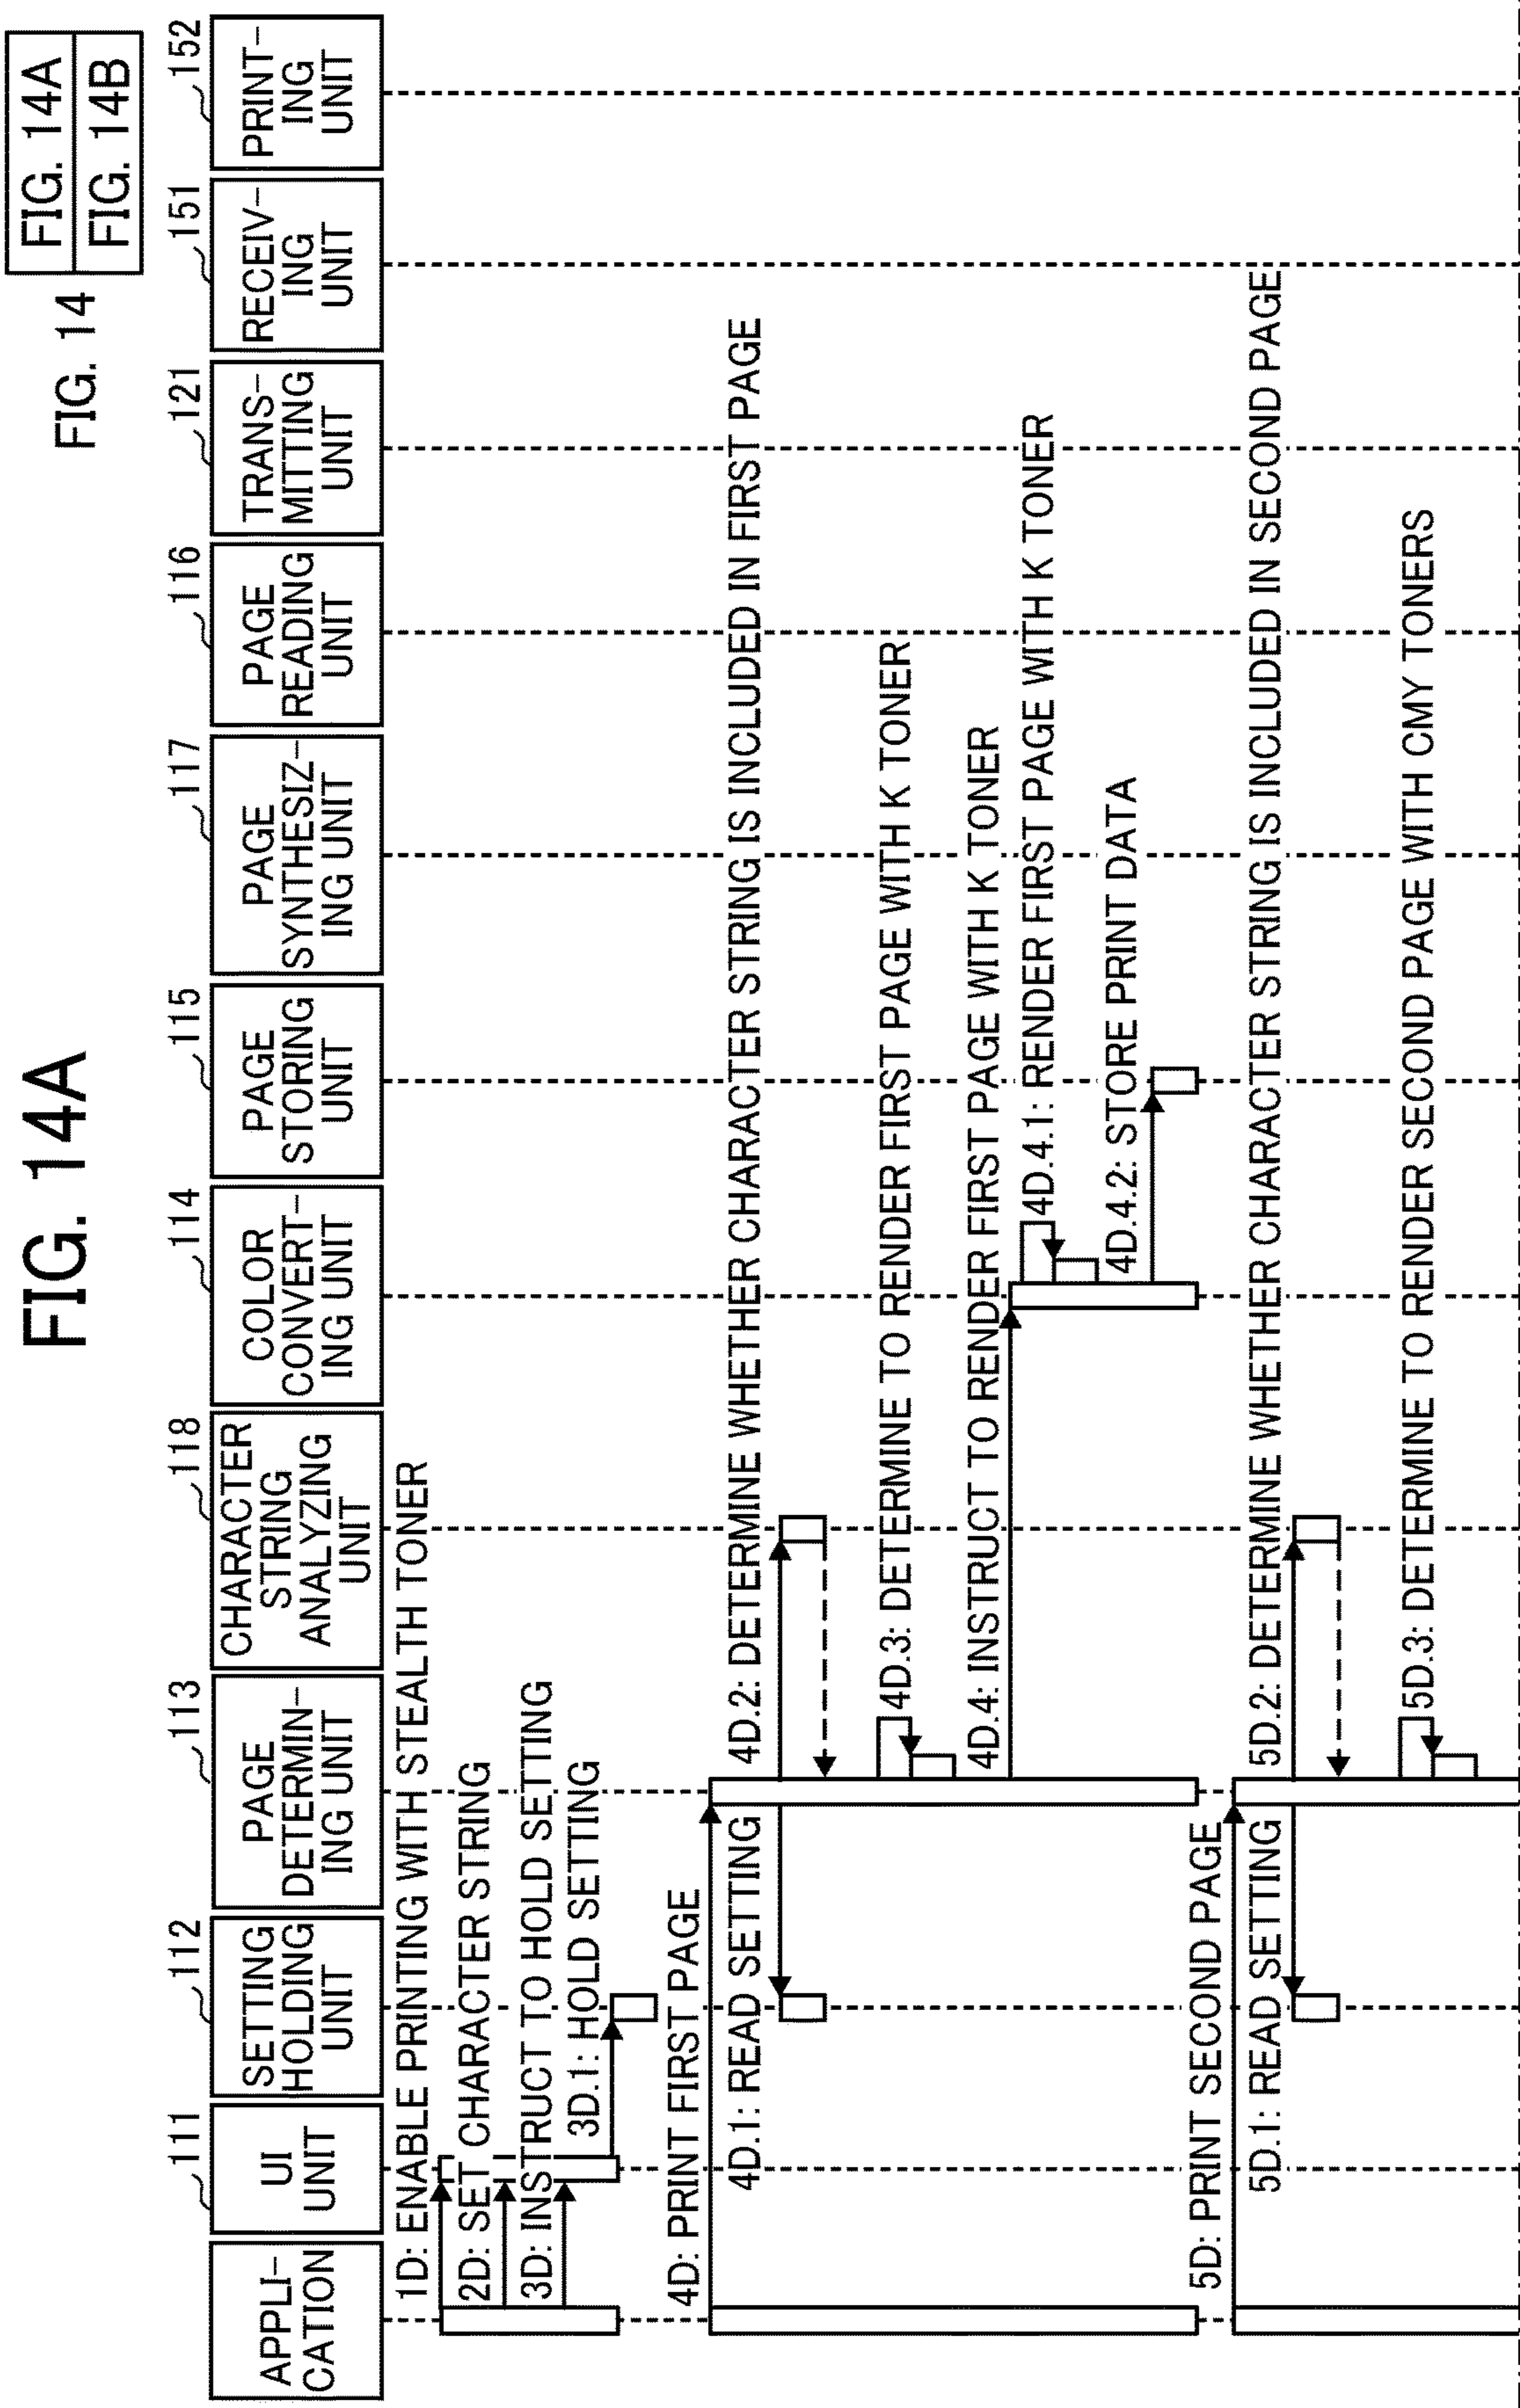 FIG. 14A
FIG. 14
FIG. 14A
FIG. 14B
APPLI-
CATION
111
UI
UNIT
112
SETTING
HOLDING
UNIT
113
PAGE
DETERMIN-
ING UNIT
118
CHARACTER
STRING
ANALYZING
UNIT
114
COLOR
CONVERT-
ING UNIT
115
PAGE
STORING
UNIT
117
PAGE
SYNTHESIZ-
ING UNIT
116
PAGE
READING
UNIT
121
TRANS-
MITTING
UNIT
151
RECEIV-
ING
UNIT
152
PRINT-
ING
UNIT
1D: ENABLE PRINTING WITH STEALTH TONER
2D: SET CHARACTER STRING
3D: INSTRUCT TO HOLD SETTING
3D.1: HOLD SETTING
4D: PRINT FIRST PAGE
4D.1: READ SETTING
4D.2: DETERMINE WHETHER CHARACTER STRING IS INCLUDED IN FIRST PAGE
4D.3: DETERMINE TO RENDER FIRST PAGE WITH K TONER
4D.4: INSTRUCT TO RENDER FIRST PAGE WITH K TONER
4D.4.1: RENDER FIRST PAGE WITH K TONER
4D.4.2: STORE PRINT DATA
5D: PRINT SECOND PAGE
5D.1: READ SETTING
5D.2: DETERMINE WHETHER CHARACTER STRING IS INCLUDED IN SECOND PAGE
5D.3: DETERMINE TO RENDER SECOND PAGE WITH CMY TONERS